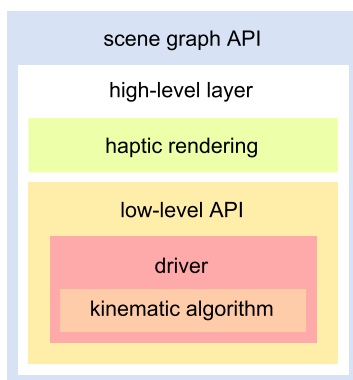 scene graph API
high-level layer
haptic rendering
low-level API
driver
kinematic algorithm